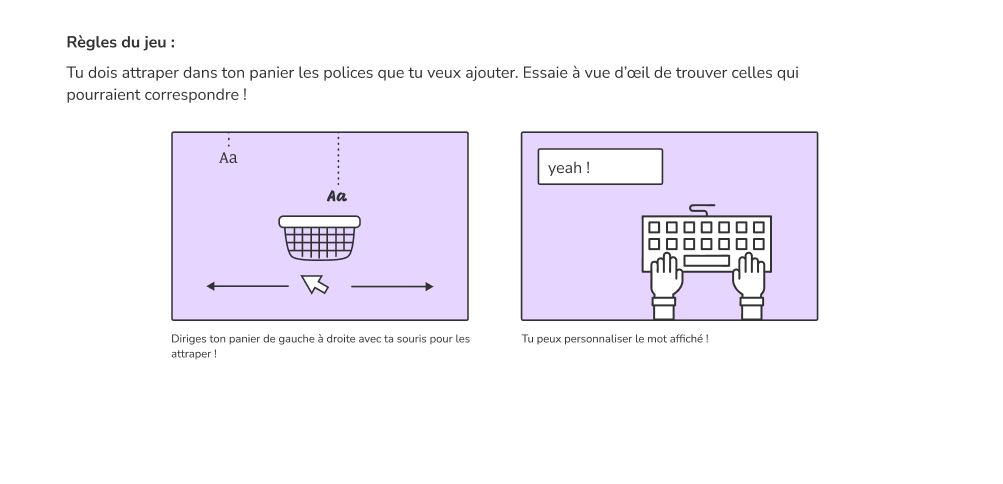 Règles du jeu :
Tu dois attraper dans ton panier les polices que tu veux ajouter. Essaie à vue d'œil de trouver celles qui
pourraient correspondre !
Aa
Aa
yeah !
Diriges ton panier de gauche à droite avec ta souris pour les
attraper !
Tu peux personnaliser le mot affiché !